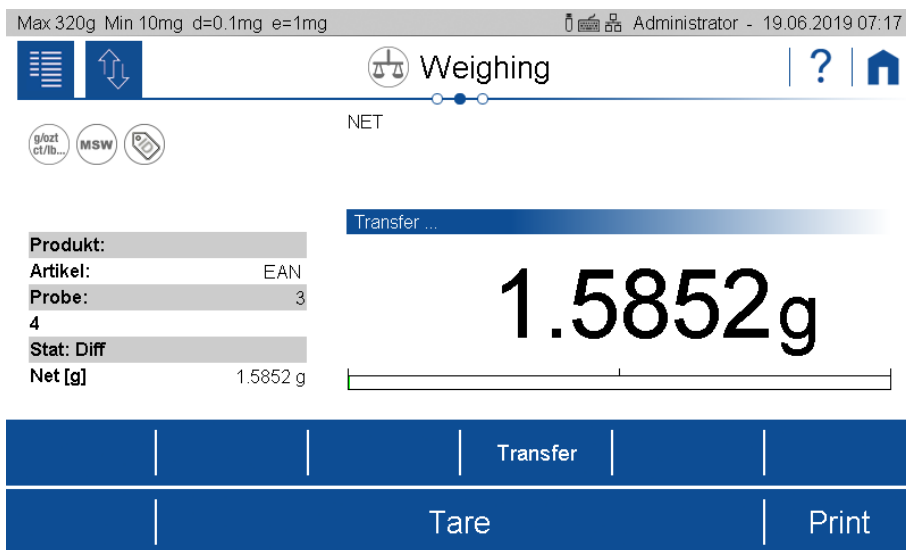 Max 320g Min 10mg d=0.1mg e=1mg Administrator - 19.06.2019 07:17
Weighing ?
g/ozt
ct/lb...
MSW
%
NET
Transfer ...
Produkt:
Artikel: EAN
Probe: 3
4
Stat: Diff
Net [g] 1.5852 g
1.5852g
Transfer
Tare Print